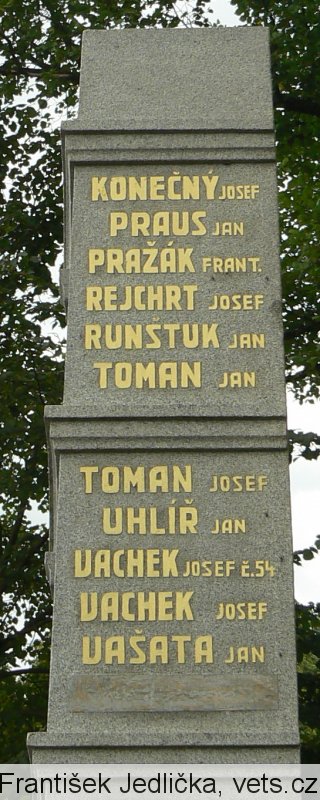 KONEČNÝ JOSEF
PRAUS JAN
PRAŽÁK FRANT.
REJCHRT JOSEF
RUNŠTUK JAN
TOMAN JAN
TOMAN JOSEF
UHLÍŘ JAN
VACHEK JOSEF č.54
VACHEK JOSEF
VAŠATA JAN
František Jedlička, vets.cz